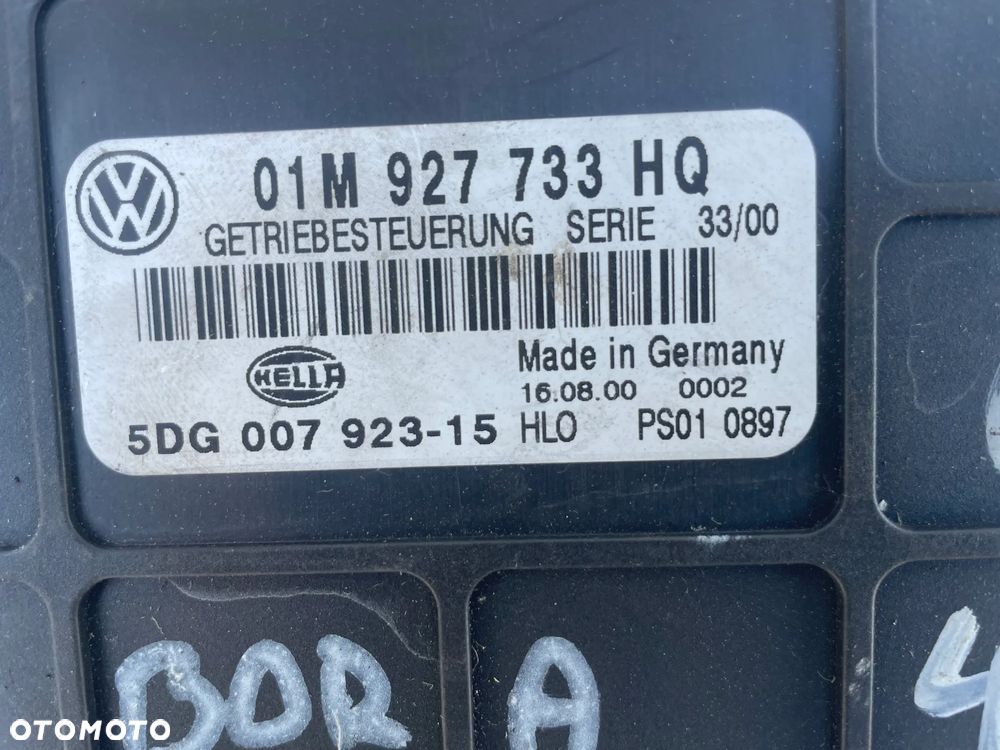 01M 927 733 HQ
GETRIEBESTEUERUNG SERIE 33/00
HELLA
Made in Germany
16.08.00 0002
5DG 007 923-15 HLO PS01 0897
BOR A 4
OTOMOTO